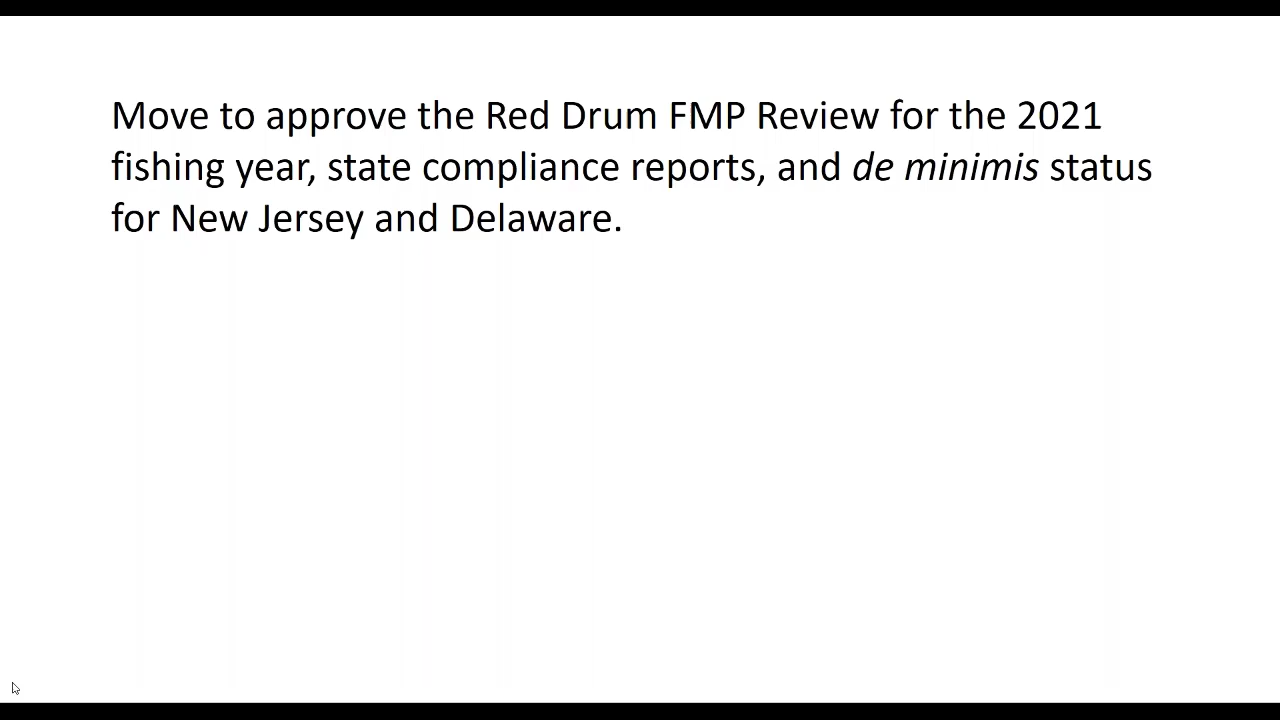 Move to approve the Red Drum FMP Review for the 2021
fishing year, state compliance reports, and de minimis status
for New Jersey and Delaware.